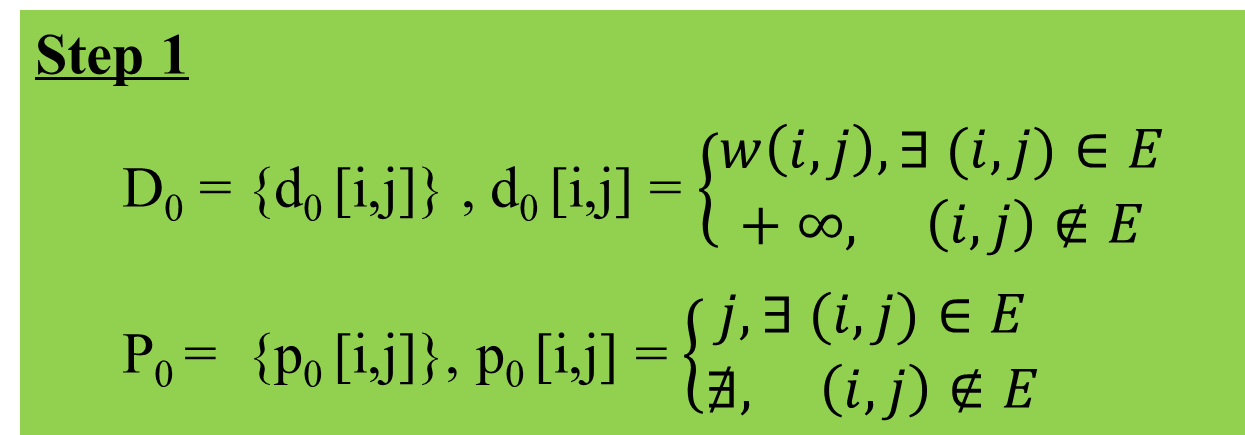 Step 1
D₀ = {d₀ [i,j]} , d₀ [i,j] = {w(i,j), ∃ (i,j) ∈ E
+ ∞, (i,j) ∉ E
P₀ = {p₀ [i,j]}, p₀ [i,j] = {j, ∃ (i,j) ∈ E
∄, (i,j) ∉ E